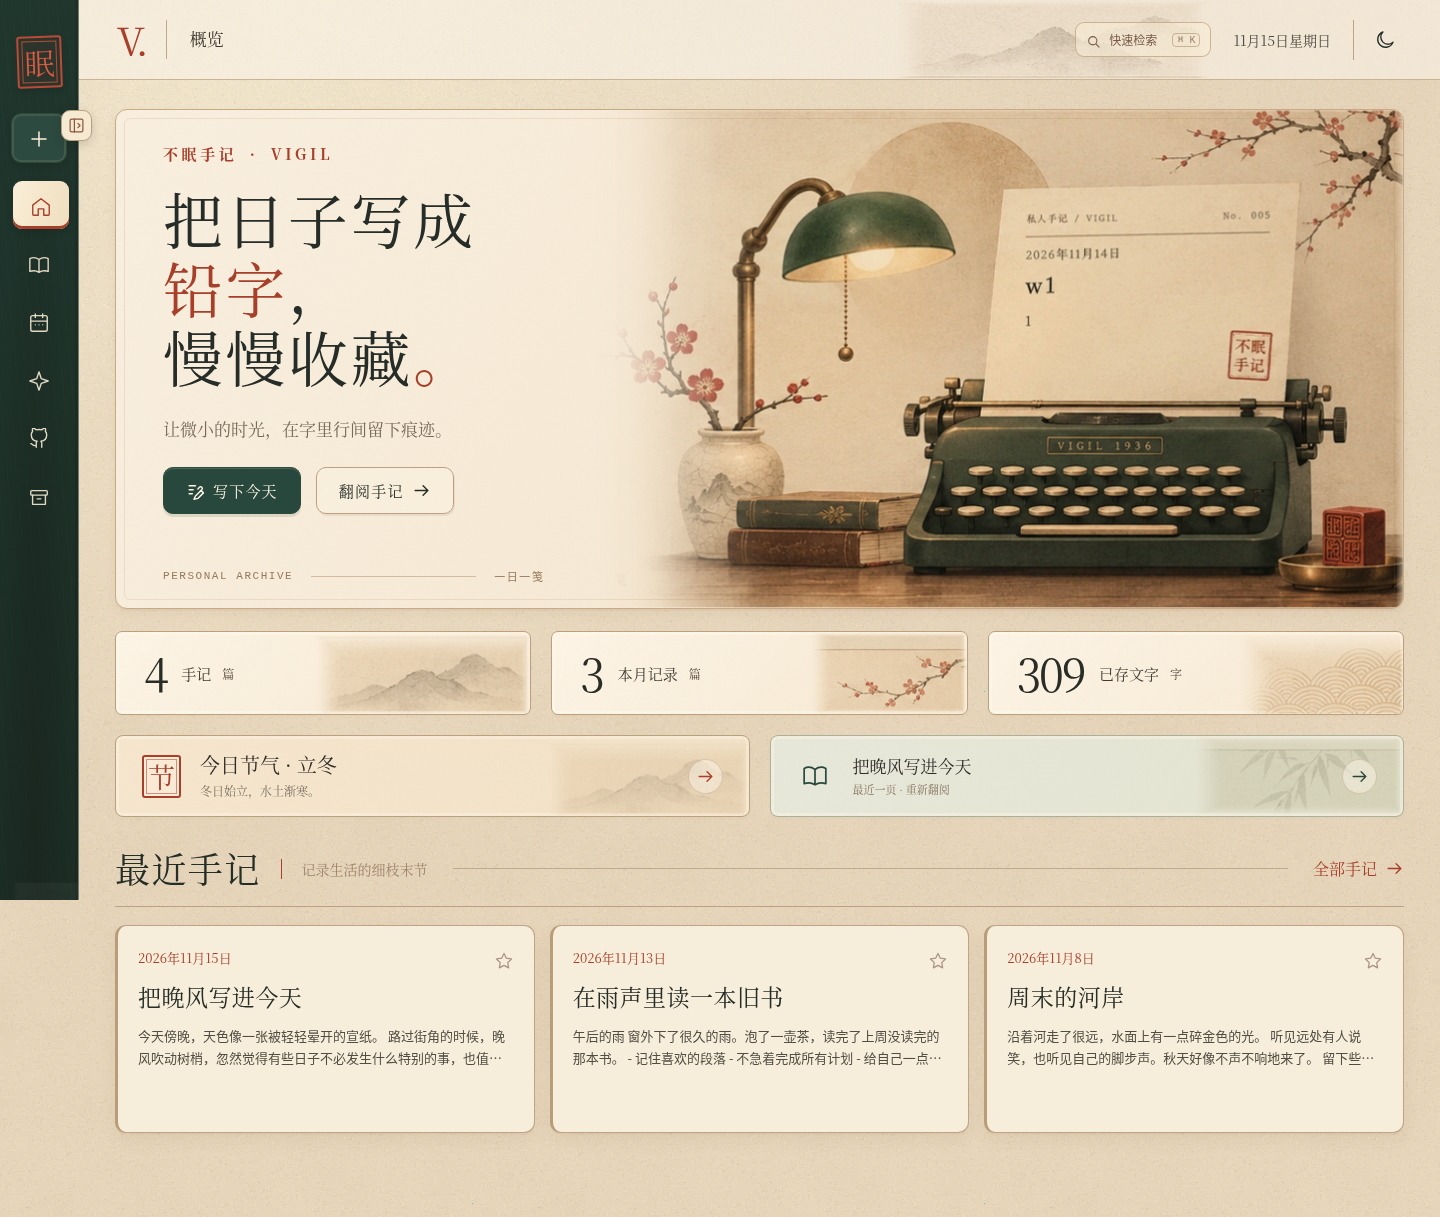 眠
V.
概览
快速检索 ⌘ K
11月15日星期日
不眠手记 · VIGIL
把日子写成
铅字，
慢慢收藏。
让微小的时光，在字里行间留下痕迹。
写下今天
翻阅手记
PERSONAL ARCHIVE
一日一笺
私人手记 / VIGIL
No. 005
2026年11月14日
w1
1
不眠
手记
VIGIL 1936
4 手记 篇
3 本月记录 篇
309 已存文字 字
节
今日节气 · 立冬
冬日始立，水土渐寒。
把晚风写进今天
最近一页 · 重新翻阅
最近手记
记录生活的细枝末节
全部手记
2026年11月15日
把晚风写进今天
今天傍晚，天色像一张被轻轻晕开的宣纸。 路过街角的时候，晚
风吹动树梢，忽然觉得有些日子不必发生什么特别的事，也值…
2026年11月13日
在雨声里读一本旧书
午后的雨 窗外下了很久的雨。泡了一壶茶，读完了上周没读完的
那本书。 - 记住喜欢的段落 - 不急着完成所有计划 - 给自己一点…
2026年11月8日
周末的河岸
沿着河走了很远，水面上有一点碎金色的光。 听见远处有人说
笑，也听见自己的脚步声。秋天好像不声不响地来了。 留下些…